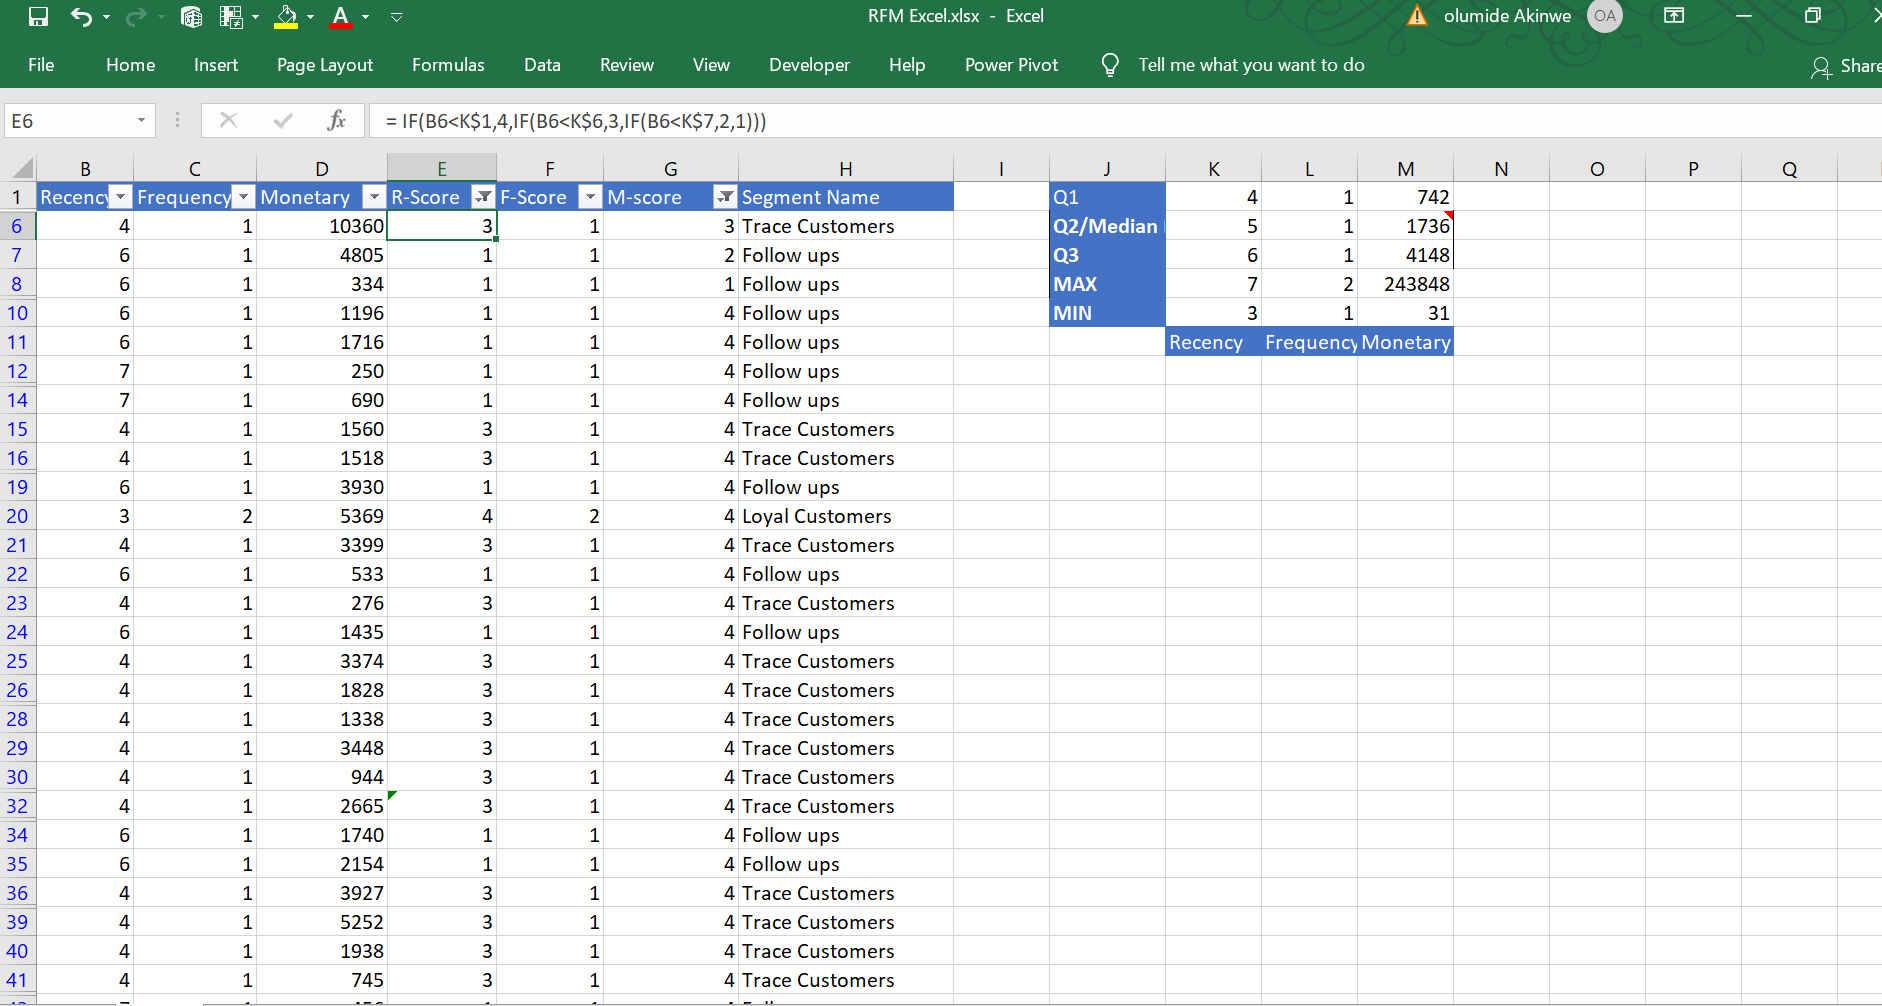 RFM Excel.xlsx - Excel
olumide Akinwe OA
File Home Insert Page Layout Formulas Data Review View Developer Help Power Pivot Tell me what you want to do Share
E6 fx = IF(B6<K$1,4,IF(B6<K$6,3,IF(B6<K$7,2,1)))
B C D E F G H I J K L M N O P Q
1 Recency Frequency Monetary R-Score F-Score M-score Segment Name Q1 4 1 742
6 4 1 10360 3 1 3 Trace Customers Q2/Median 5 1 1736
7 6 1 4805 1 1 2 Follow ups Q3 6 1 4148
8 6 1 334 1 1 1 Follow ups MAX 7 2 243848
10 6 1 1196 1 1 4 Follow ups MIN 3 1 31
11 6 1 1716 1 1 4 Follow ups Recency Frequency Monetary
12 7 1 250 1 1 4 Follow ups
14 7 1 690 1 1 4 Follow ups
15 4 1 1560 3 1 4 Trace Customers
16 4 1 1518 3 1 4 Trace Customers
19 6 1 3930 1 1 4 Follow ups
20 3 2 5369 4 2 4 Loyal Customers
21 4 1 3399 3 1 4 Trace Customers
22 6 1 533 1 1 4 Follow ups
23 4 1 276 3 1 4 Trace Customers
24 6 1 1435 1 1 4 Follow ups
25 4 1 3374 3 1 4 Trace Customers
26 4 1 1828 3 1 4 Trace Customers
28 4 1 1338 3 1 4 Trace Customers
29 4 1 3448 3 1 4 Trace Customers
30 4 1 944 3 1 4 Trace Customers
32 4 1 2665 3 1 4 Trace Customers
34 6 1 1740 1 1 4 Follow ups
35 6 1 2154 1 1 4 Follow ups
36 4 1 3927 3 1 4 Trace Customers
39 4 1 5252 3 1 4 Trace Customers
40 4 1 1938 3 1 4 Trace Customers
41 4 1 745 3 1 4 Trace Customers